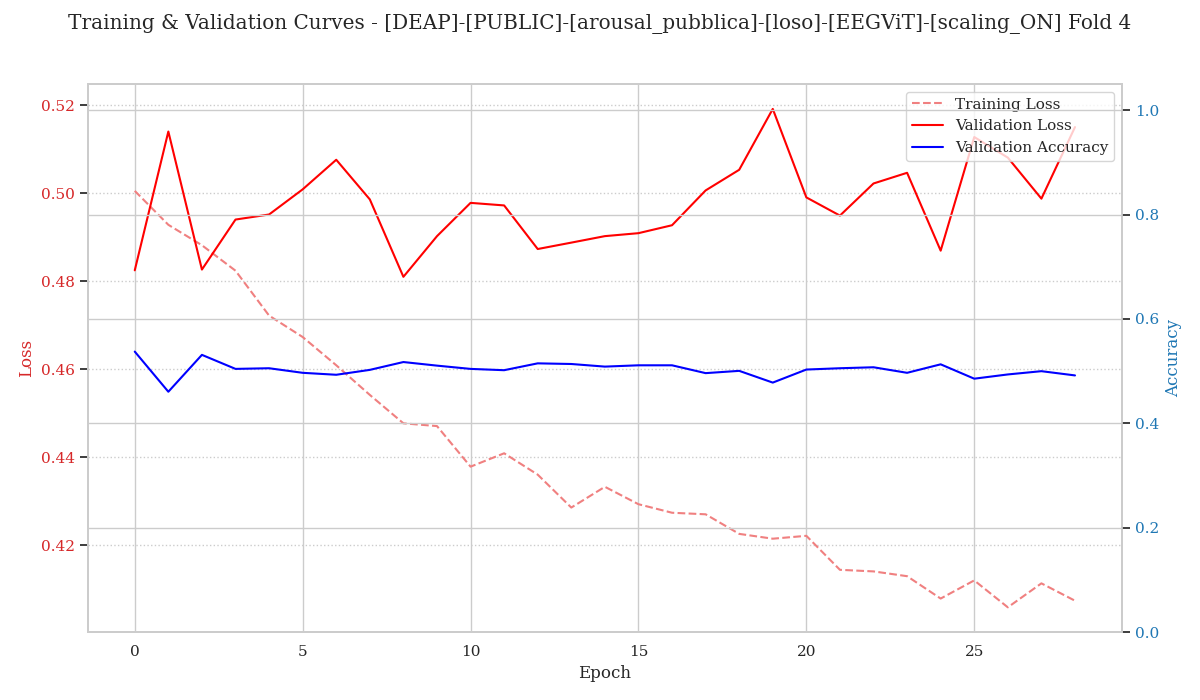 Training & Validation Curves - [DEAP]-[PUBLIC]-[arousal_pubblica]-[loso]-[EEGViT]-[scaling_ON] Fold 4
Training Loss
Validation Loss
Validation Accuracy
0.52
0.50
0.48
0.46
0.44
0.42
Loss
1.0
0.8
0.6
0.4
0.2
0.0
Accuracy
0
5
10
15
20
25
Epoch